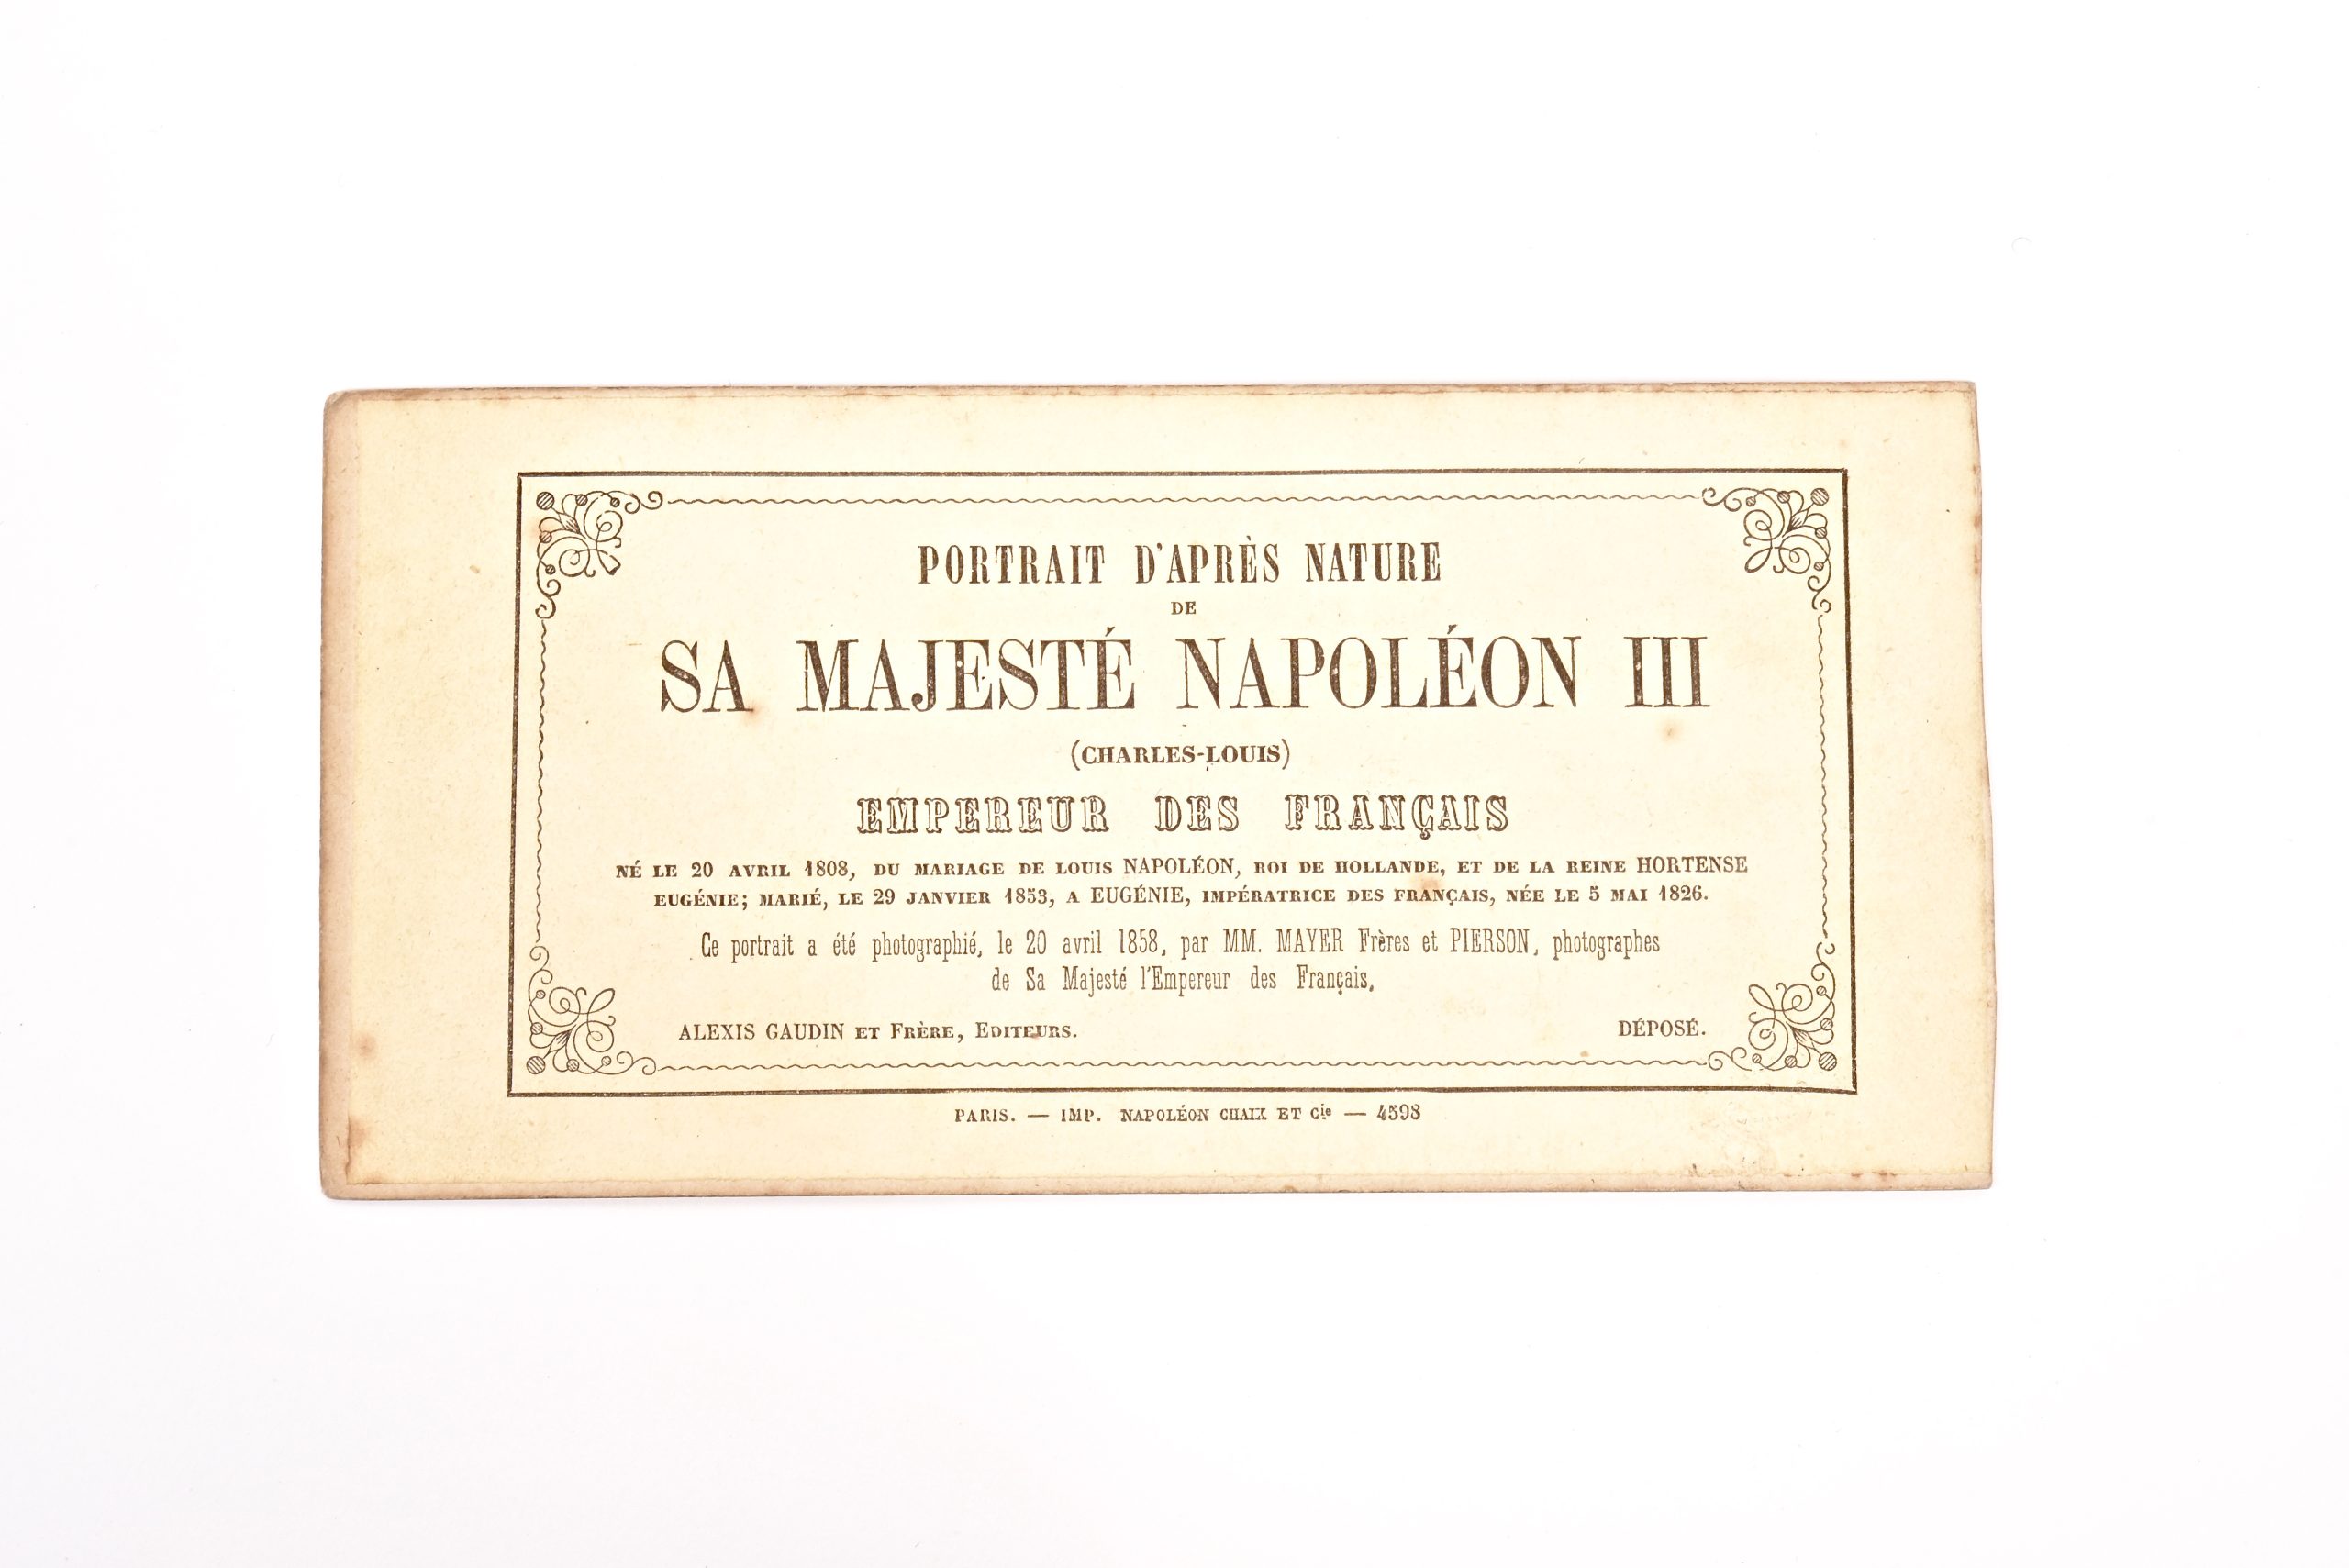 PORTRAIT D'APRÈS NATURE
DE
SA MAJESTÉ NAPOLÉON III
(CHARLES-LOUIS)
EMPEREUR DES FRANÇAIS
NÉ LE 20 AVRIL 1808, DU MARIAGE DE LOUIS NAPOLÉON, ROI DE HOLLANDE, ET DE LA REINE HORTENSE
EUGÉNIE; MARIÉ, LE 29 JANVIER 1853, A EUGÉNIE, IMPÉRATRICE DES FRANÇAIS, NÉE LE 5 MAI 1826.
Ce portrait a été photographié, le 20 avril 1858, par MM. MAYER Frères et PIERSON, photographes
de Sa Majesté l'Empereur des Français.
ALEXIS GAUDIN ET FRÈRE, EDITEURS. DÉPOSÉ.
PARIS. — IMP. NAPOLÉON CHAIX ET Cie — 4598